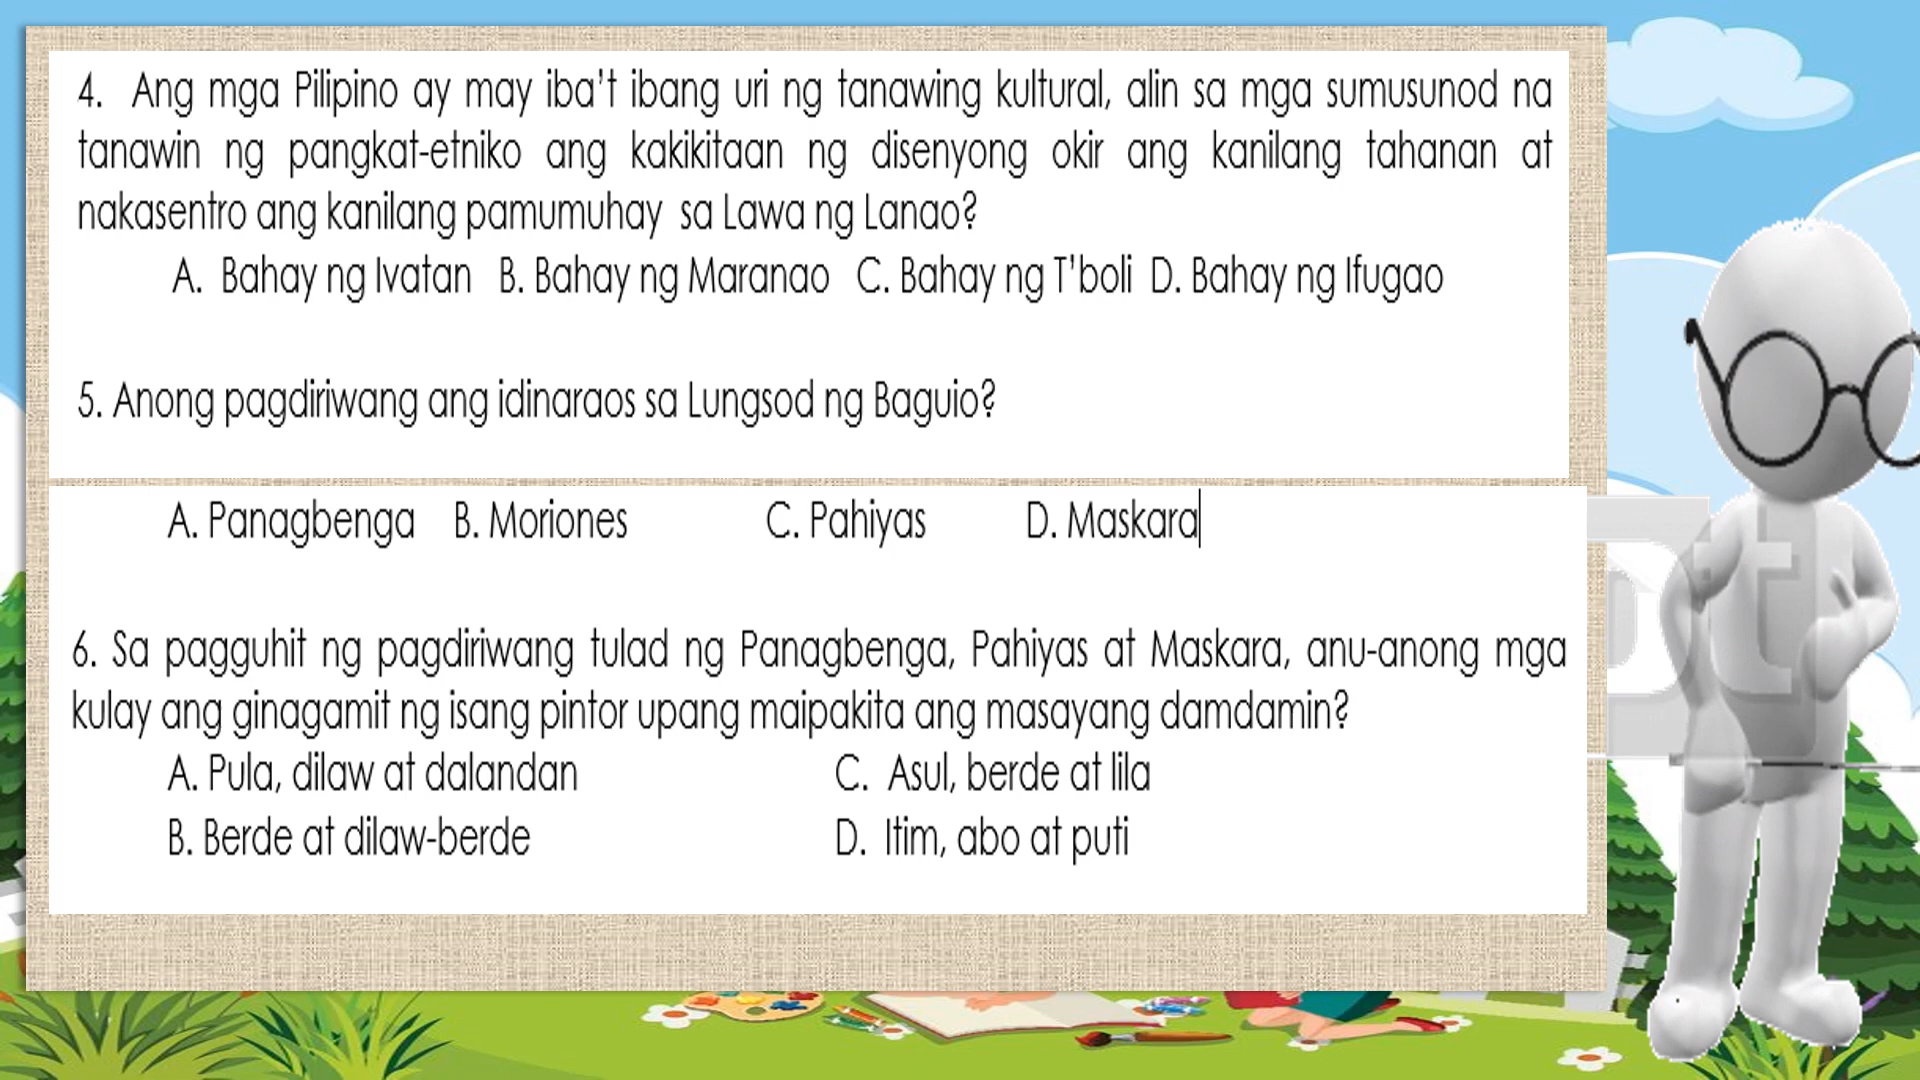 4. Ang mga Pilipino ay may iba't ibang uri ng tanawing kultural, alin sa mga sumusunod na
tanawin ng pangkat-etniko ang kakikitaan ng disenyong okir ang kanilang tahanan at
nakasentro ang kanilang pamumuhay sa Lawa ng Lanao?
A. Bahay ng Ivatan B. Bahay ng Maranao C. Bahay ng T'boli D. Bahay ng Ifugao
5. Anong pagdiriwang ang idinaraos sa Lungsod ng Baguio?
A. Panagbenga B. Moriones C. Pahiyas D. Maskara
6. Sa pagguhit ng pagdiriwang tulad ng Panagbenga, Pahiyas at Maskara, anu-anong mga
kulay ang ginagamit ng isang pintor upang maipakita ang masayang damdamin?
A. Pula, dilaw at dalandan C. Asul, berde at lila
B. Berde at dilaw-berde D. Itim, abo at puti